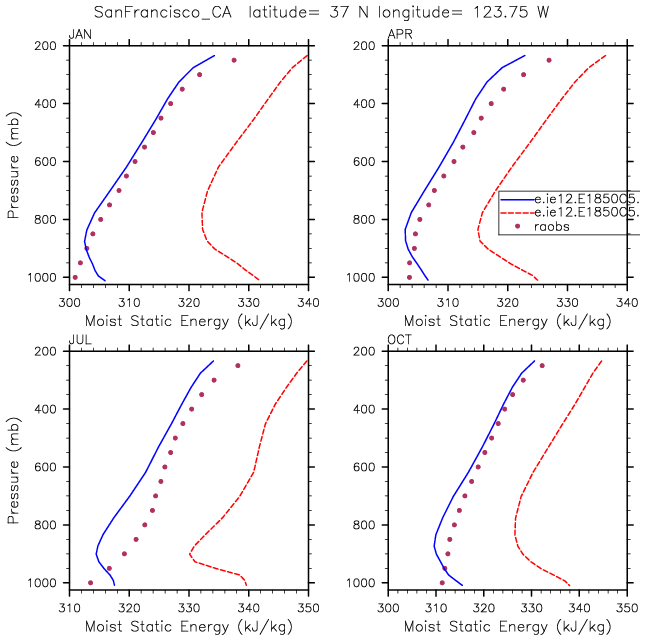 SanFrancisco_CA latitude= 37 N longitude= 123.75 W
JAN
200
400
600
800
1000
Pressure (mb)
300 310 320 330 340
Moist Static Energy (kJ/kg)
APR
200
400
600
800
1000
e.ie12.E1850C5.
e.ie12.E1850C5.
raobs
300 310 320 330 340
Moist Static Energy (kJ/kg)
JUL
200
400
600
800
1000
Pressure (mb)
310 320 330 340 350
Moist Static Energy (kJ/kg)
OCT
200
400
600
800
1000
300 310 320 330 340 350
Moist Static Energy (kJ/kg)